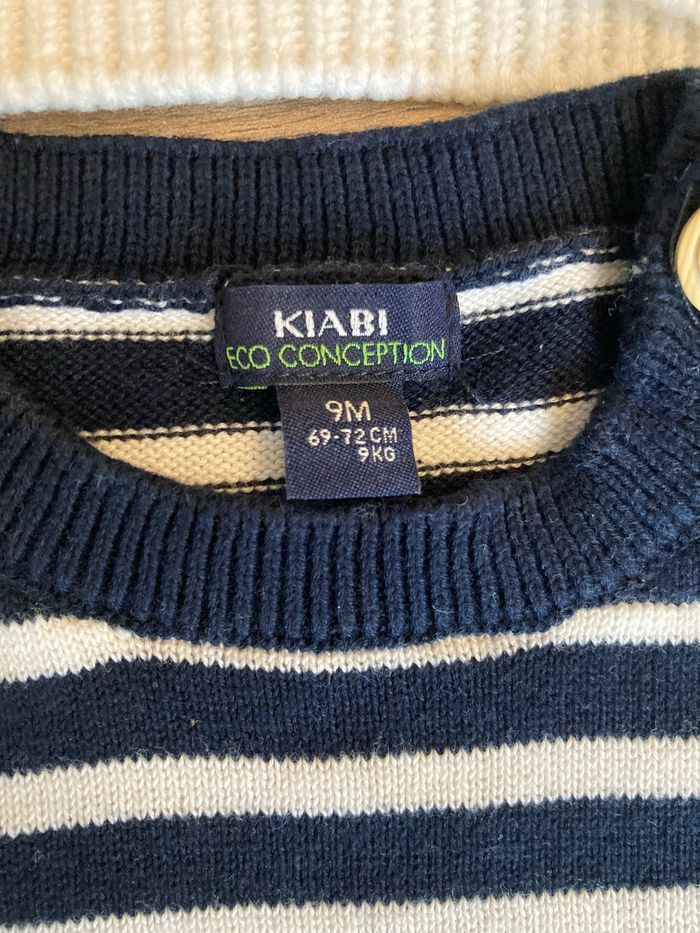 KIABI
ECO CONCEPTION
9M
69-72 CM
9 KG